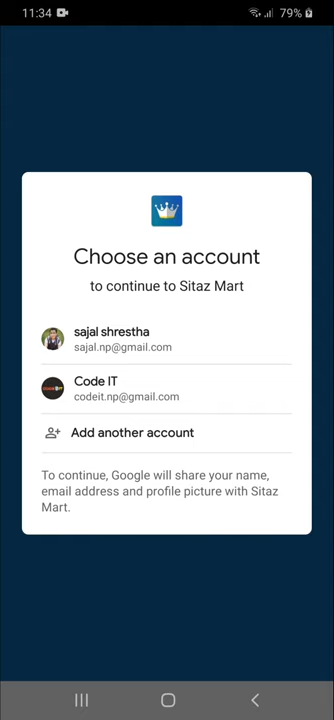 11:34
79%
Choose an account
to continue to Sitaz Mart
sajal shrestha
sajal.np@gmail.com
Code IT
codeit.np@gmail.com
Add another account
To continue, Google will share your name,
email address and profile picture with Sitaz
Mart.